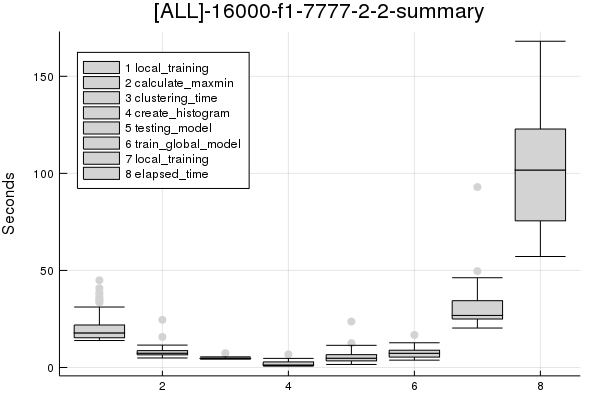 [ALL]-16000-f1-7777-2-2-summary
150
1 local_training
2 calculate_maxmin
3 clustering_time
4 create_histogram
5 testing_model
6 train_global_model
7 local_training
8 elapsed_time
100
Seconds
50
0
2 4 6 8